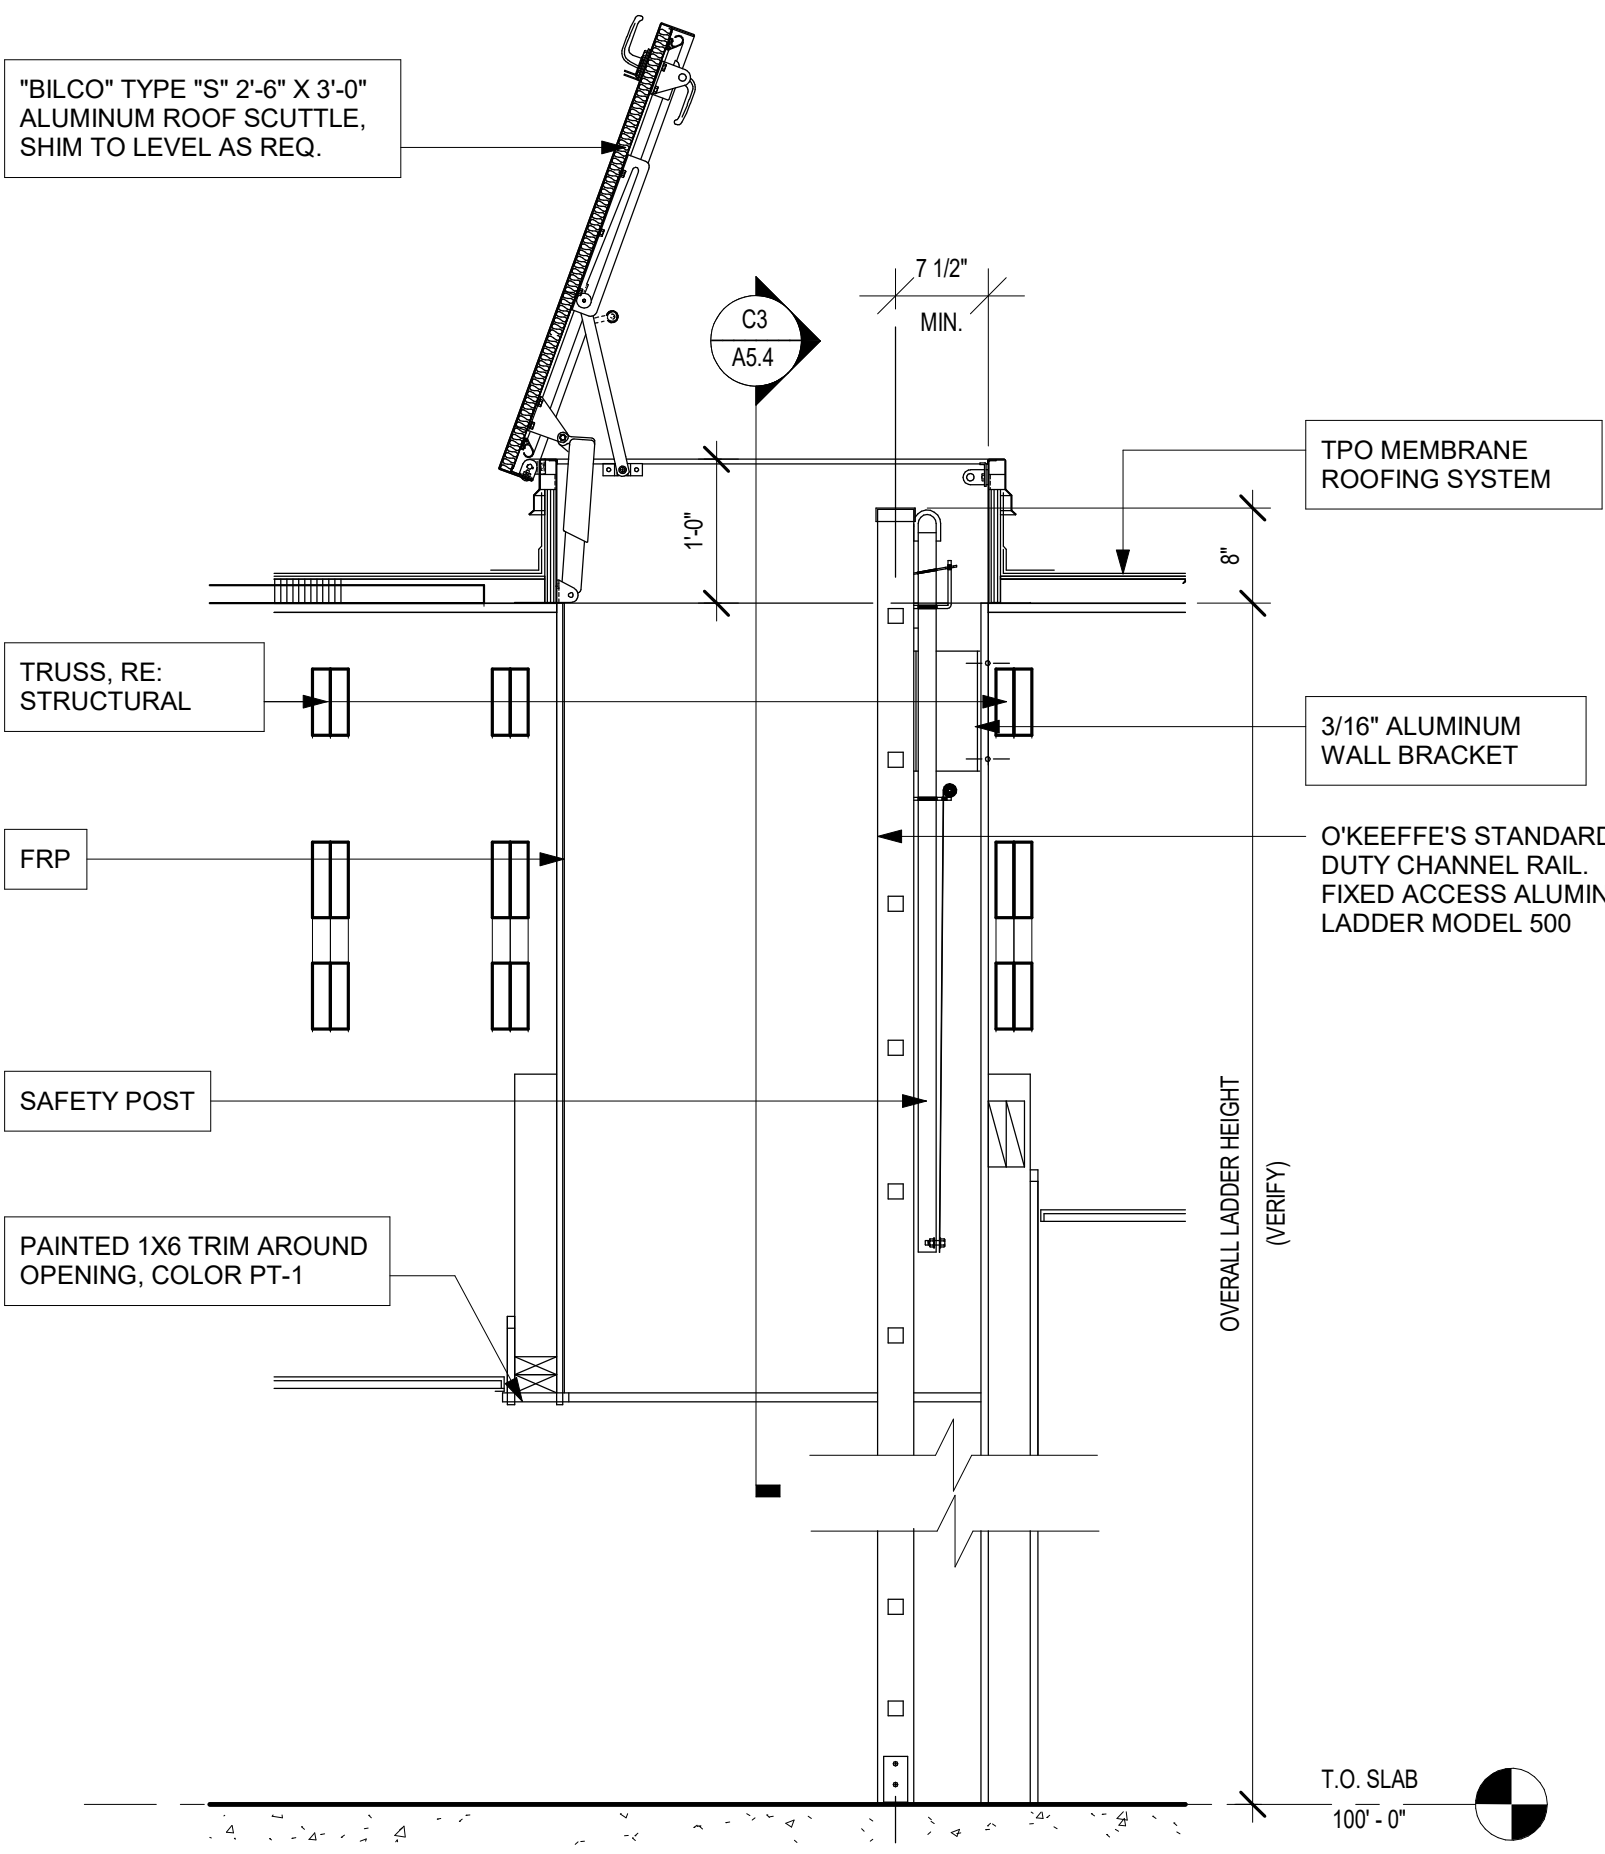 "BILCO" TYPE "S" 2'-6" X 3'-0"
ALUMINUM ROOF SCUTTLE,
SHIM TO LEVEL AS REQ.
7 1/2"
MIN.
C3
A5.4
TPO MEMBRANE
ROOFING SYSTEM
1'-0"
8"
TRUSS, RE:
STRUCTURAL
3/16" ALUMINUM
WALL BRACKET
FRP
O'KEEFFE'S STANDARD
DUTY CHANNEL RAIL.
FIXED ACCESS ALUMIN
LADDER MODEL 500
SAFETY POST
OVERALL LADDER HEIGHT
(VERIFY)
PAINTED 1X6 TRIM AROUND
OPENING, COLOR PT-1
T.O. SLAB
100' - 0"